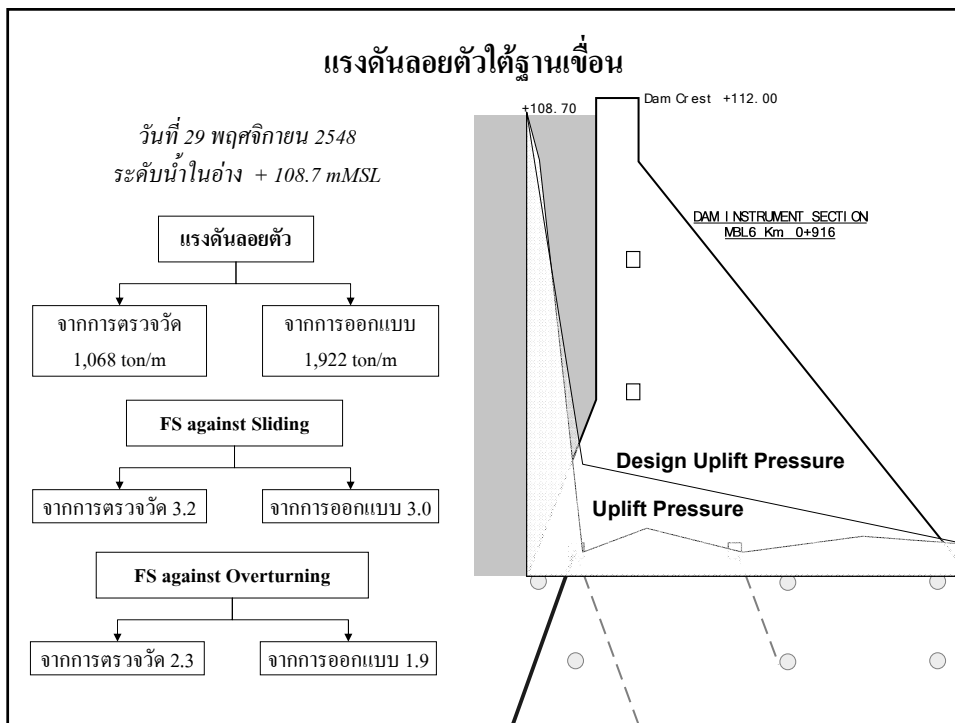 แรงดันลอยตัวใต้ฐานเขื่อน
วันที่ 29 พฤศจิกายน 2548
ระดับน้ำในอ่าง + 108.7 mMSL
แรงดันลอยตัว
จากการตรวจวัด
1,068 ton/m
จากการออกแบบ
1,922 ton/m
FS against Sliding
จากการตรวจวัด 3.2
จากการออกแบบ 3.0
FS against Overturning
จากการตรวจวัด 2.3
จากการออกแบบ 1.9
+108.70
Dam Crest +112.00
DAM INSTRUMENT SECTION
MBL6 Km 0+916
Design Uplift Pressure
Uplift Pressure